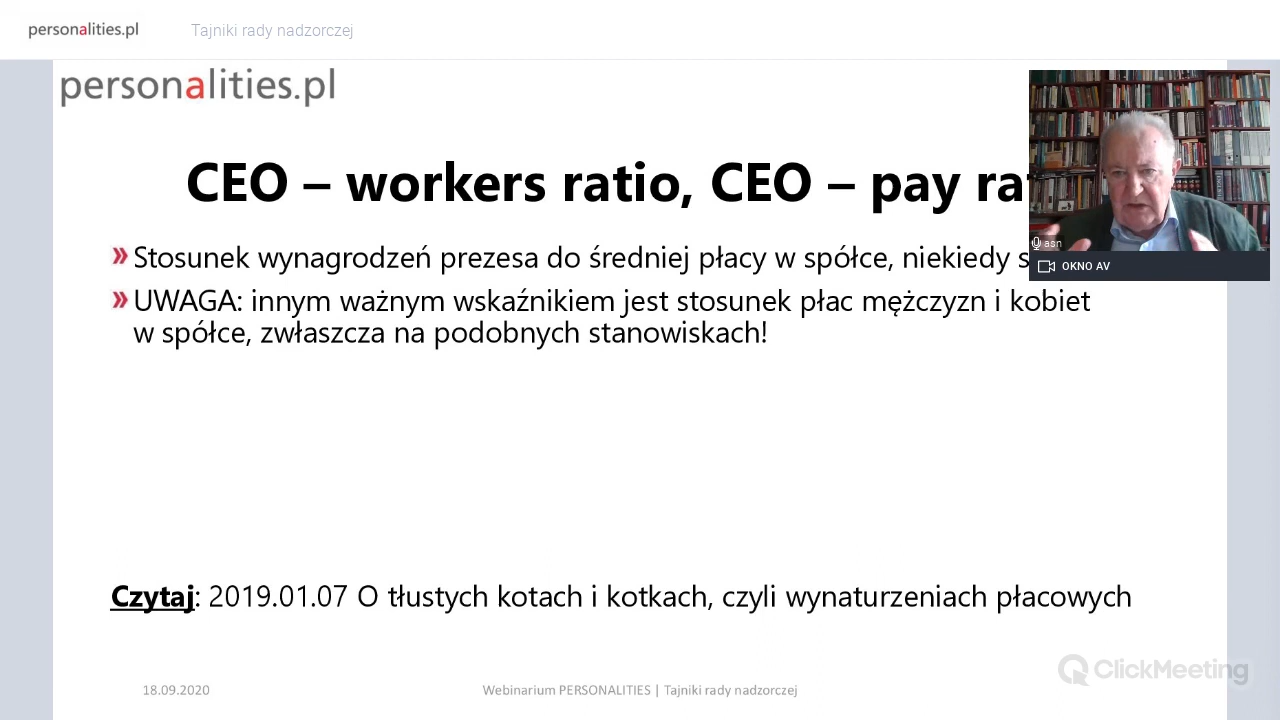 personalities.pl
Tajniki rady nadzorczej
personalities.pl
CEO – workers ratio, CEO – pay
Stosunek wynagrodzeń prezesa do średniej płacy w spółce, niekiedy
UWAGA: innym ważnym wskaźnikiem jest stosunek płac mężczyzn i kobiet
w spółce, zwłaszcza na podobnych stanowiskach!
asn
OKNO AV
Czytaj: 2019.01.07 O tłustych kotach i kotkach, czyli wynaturzeniach płacowych
ClickMeeting
18.09.2020
Webinarium PERSONALITIES | Tajniki rady nadzorczej